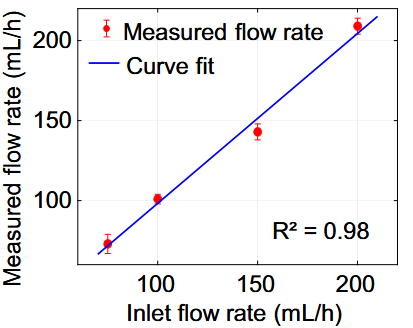 Measured flow rate (mL/h)
200
150
100
Measured flow rate
Curve fit
R² = 0.98
100 150 200
Inlet flow rate (mL/h)